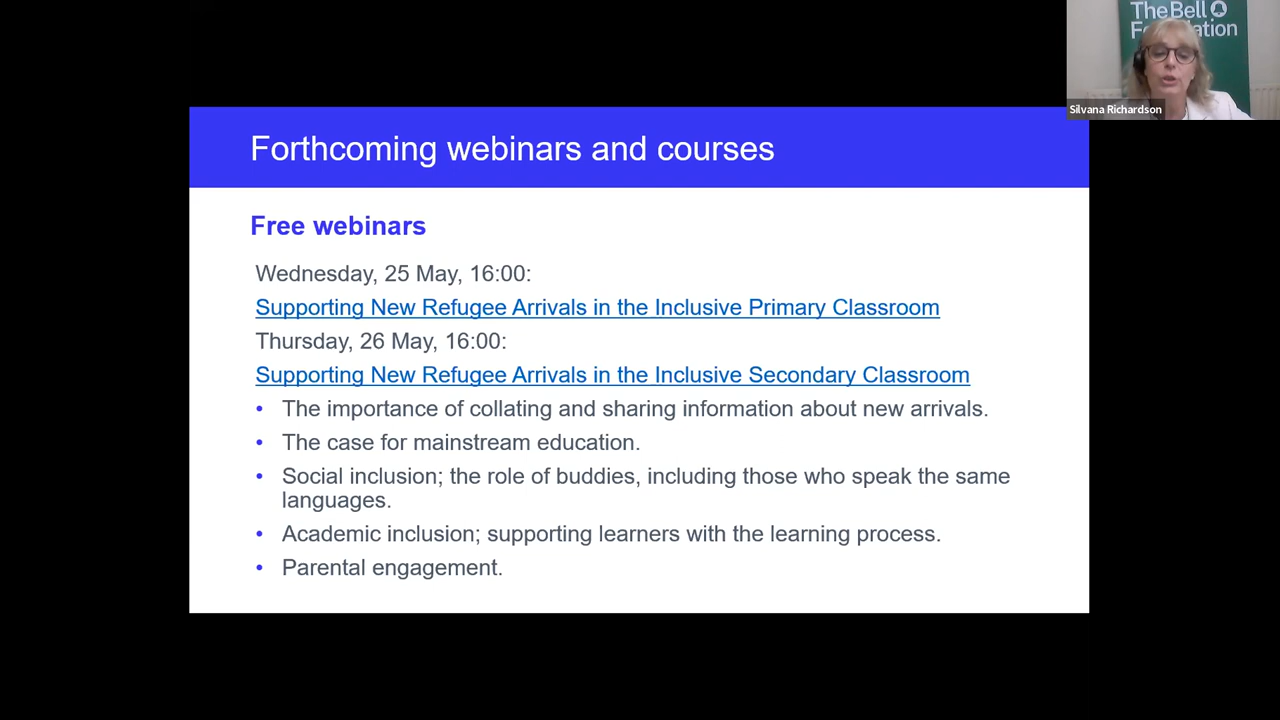 The Bell
Foundation
Silvana Richardson
Forthcoming webinars and courses
Free webinars
Wednesday, 25 May, 16:00:
Supporting New Refugee Arrivals in the Inclusive Primary Classroom
Thursday, 26 May, 16:00:
Supporting New Refugee Arrivals in the Inclusive Secondary Classroom
• The importance of collating and sharing information about new arrivals.
• The case for mainstream education.
• Social inclusion; the role of buddies, including those who speak the same
languages.
• Academic inclusion; supporting learners with the learning process.
• Parental engagement.